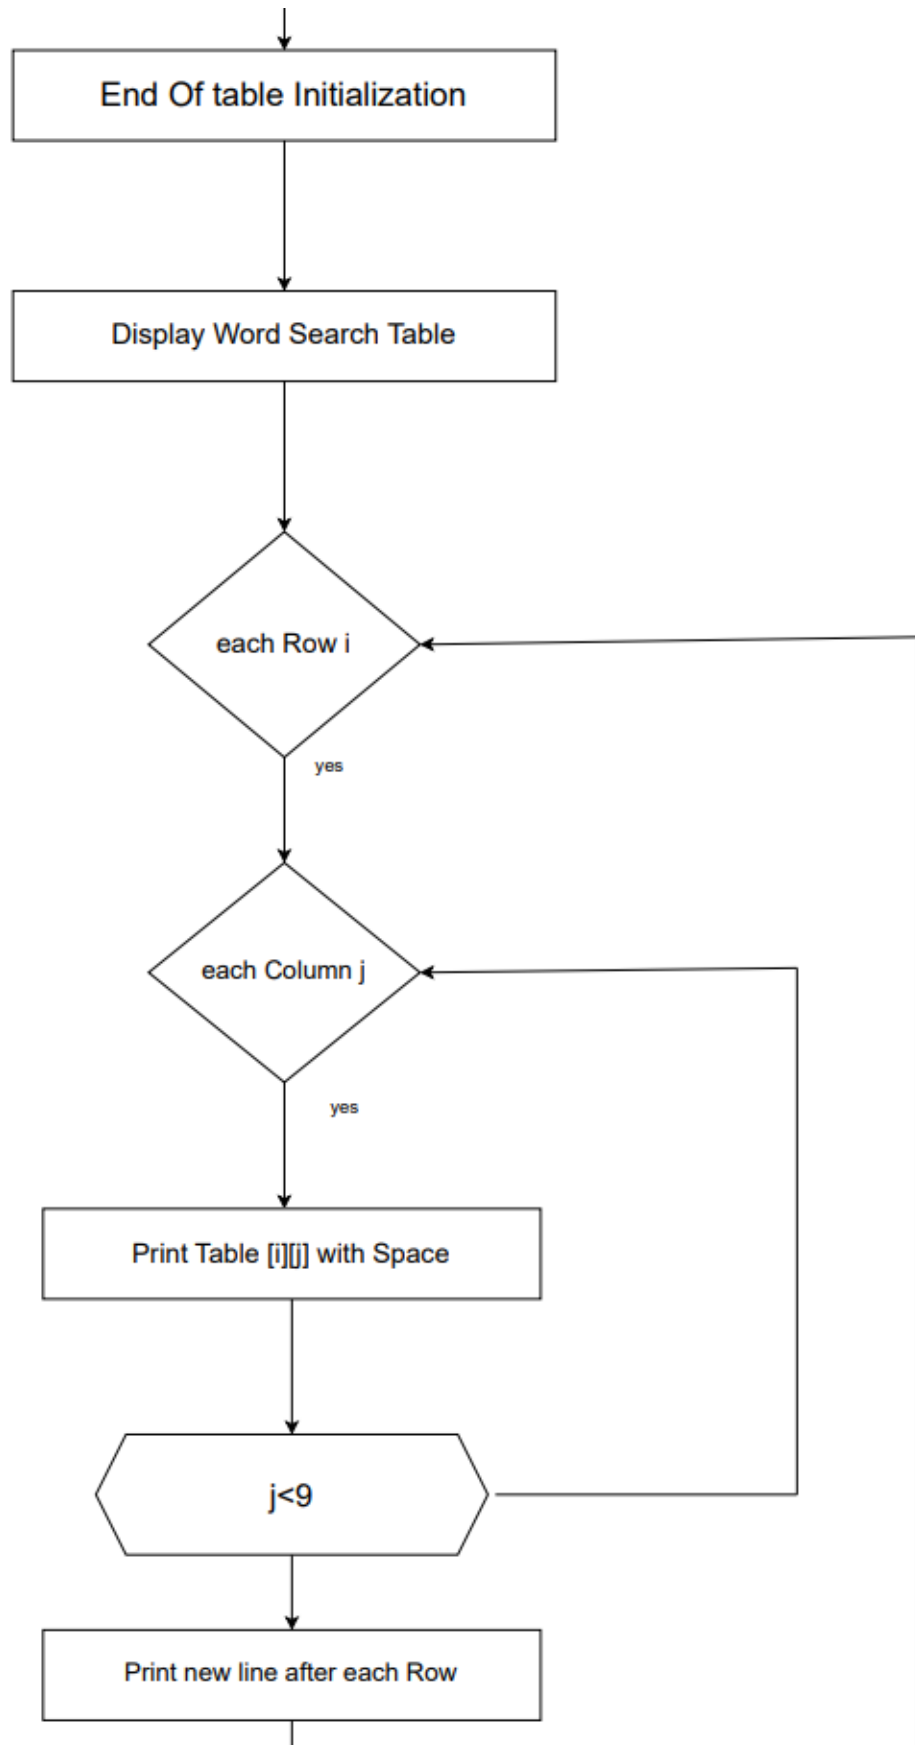 End Of table Initialization
Display Word Search Table
each Row i
yes
each Column j
yes
Print Table [i][j] with Space
j<9
Print new line after each Row